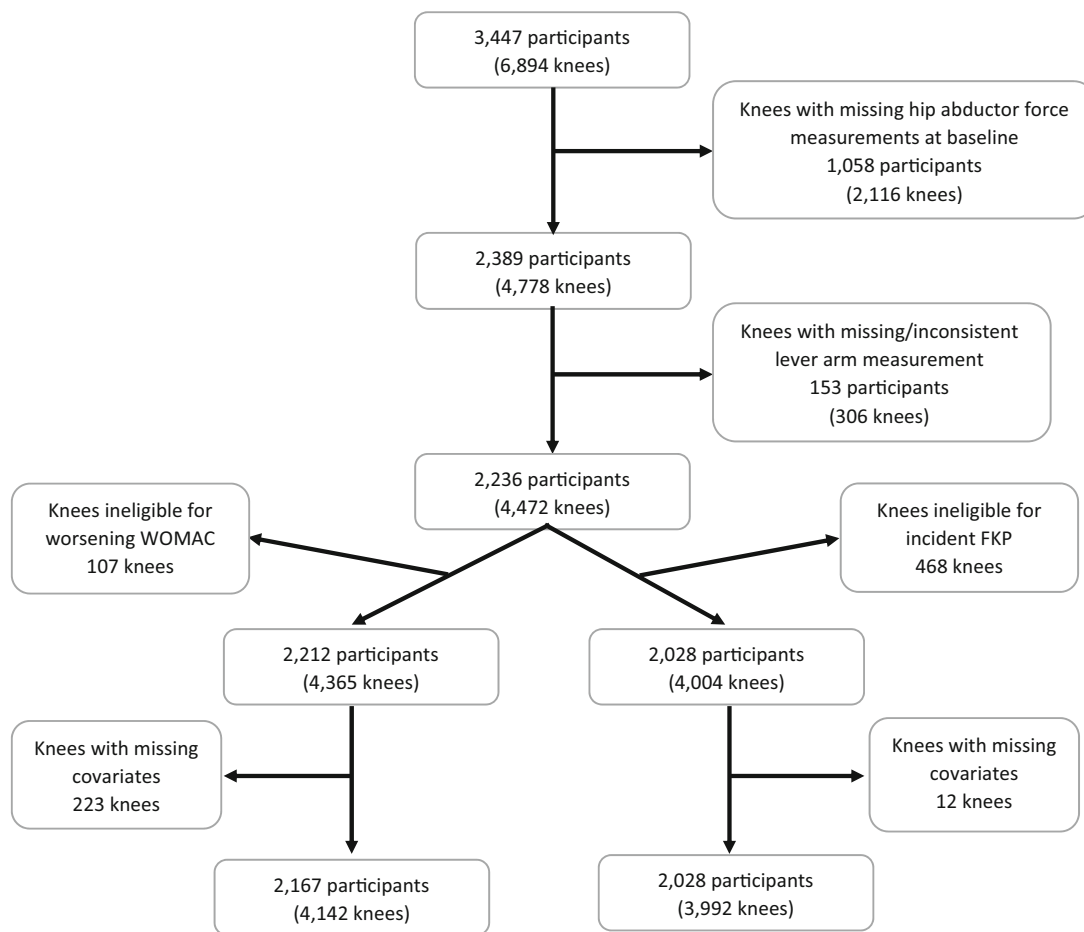 3,447 participants
(6,894 knees)
Knees with missing hip abductor force
measurements at baseline
1,058 participants
(2,116 knees)
2,389 participants
(4,778 knees)
Knees with missing/inconsistent
lever arm measurement
153 participants
(306 knees)
2,236 participants
(4,472 knees)
Knees ineligible for
worsening WOMAC
107 knees
Knees ineligible for
incident FKP
468 knees
2,212 participants
(4,365 knees)
2,028 participants
(4,004 knees)
Knees with missing
covariates
223 knees
Knees with missing
covariates
12 knees
2,167 participants
(4,142 knees)
2,028 participants
(3,992 knees)